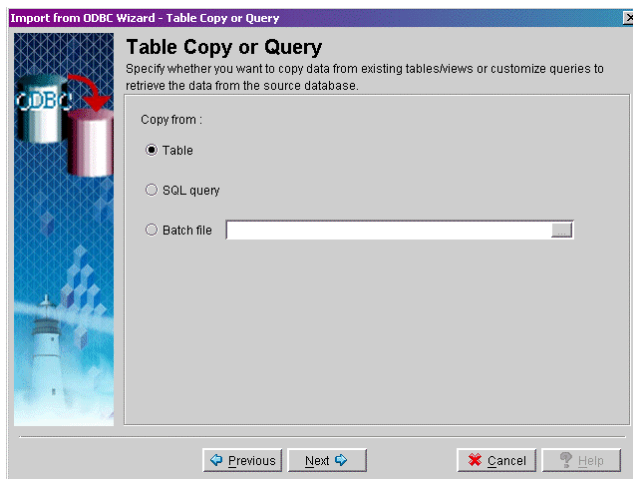 Import from ODBC Wizard - Table Copy or Query
Table Copy or Query
Specify whether you want to copy data from existing tables/views or customize queries to
retrieve the data from the source database.
ODBC
Copy from :
Table
SQL query
Batch file
...
Previous
Next
Cancel
Help